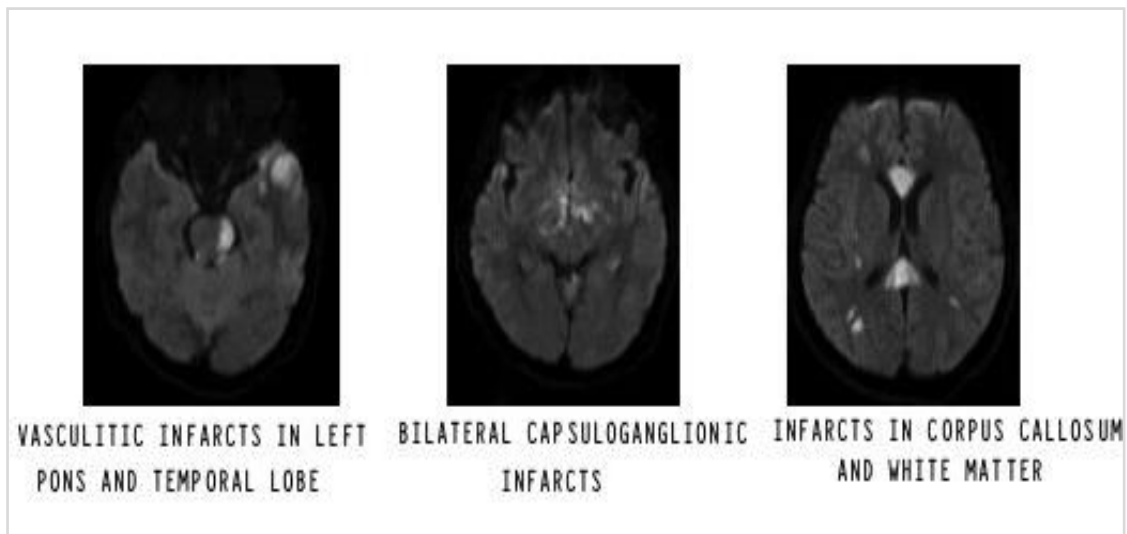 VASCULITIC INFARCTS IN LEFT
PONS AND TEMPORAL LOBE
BILATERAL CAPSULOGANGLIONIC
INFARCTS
INFARCTS IN CORPUS CALLOSUM
AND WHITE MATTER